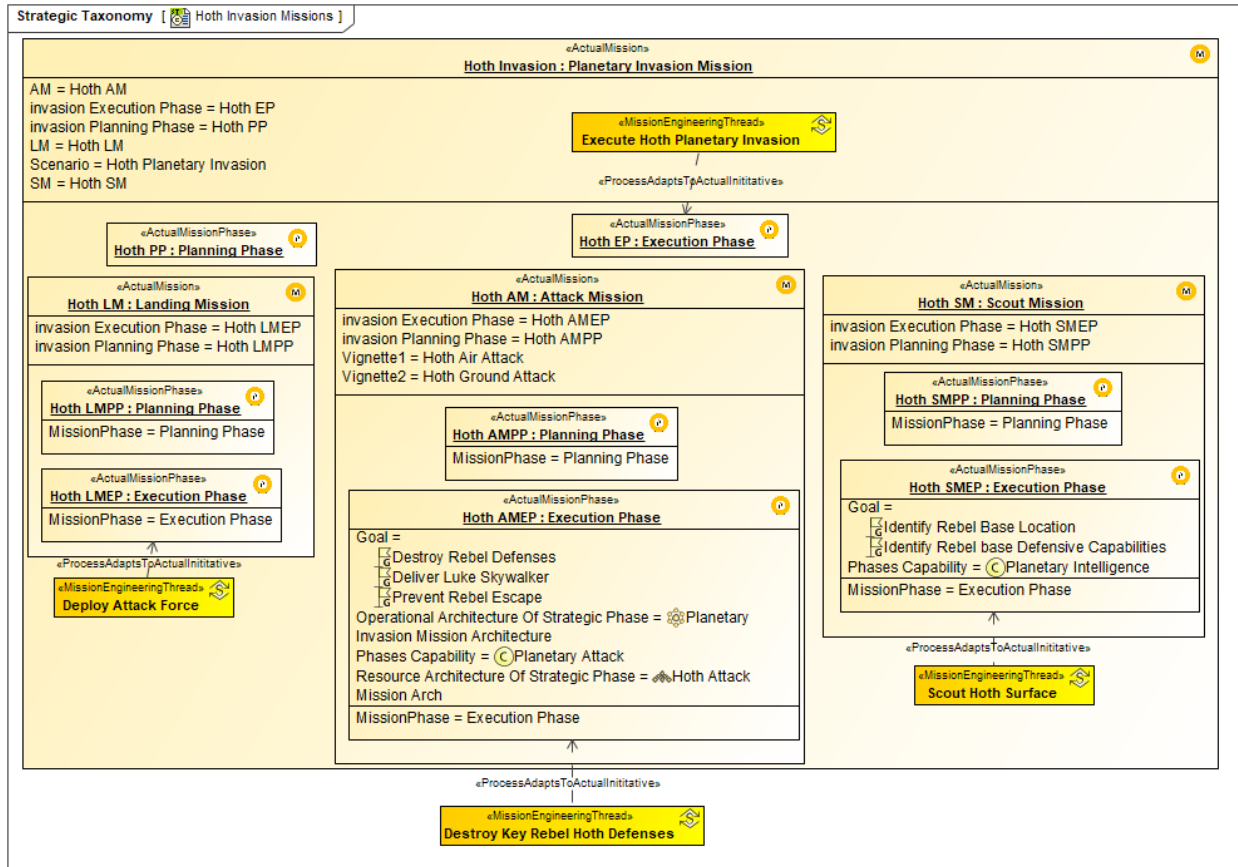 Strategic Taxonomy [ Hoth Invasion Missions ]
«ActualMission»
Hoth Invasion : Planetary Invasion Mission
M
AM = Hoth AM
invasion Execution Phase = Hoth EP
invasion Planning Phase = Hoth PP
LM = Hoth LM
Scenario = Hoth Planetary Invasion
SM = Hoth SM
«MissionEngineeringThread»
Execute Hoth Planetary Invasion
S
«ProcessAdaptsToActualInititative»
«ActualMissionPhase»
Hoth PP : Planning Phase
P
«ActualMissionPhase»
Hoth EP : Execution Phase
P
«ActualMission»
Hoth LM : Landing Mission
M
invasion Execution Phase = Hoth LMEP
invasion Planning Phase = Hoth LMPP
«ActualMissionPhase»
Hoth LMPP : Planning Phase
P
MissionPhase = Planning Phase
«ActualMissionPhase»
Hoth LMEP : Execution Phase
P
MissionPhase = Execution Phase
«ProcessAdaptsToActualInititative»
«MissionEngineeringThread»
Deploy Attack Force
S
«ActualMission»
Hoth AM : Attack Mission
M
invasion Execution Phase = Hoth AMEP
invasion Planning Phase = Hoth AMPP
Vignette1 = Hoth Air Attack
Vignette2 = Hoth Ground Attack
«ActualMissionPhase»
Hoth AMPP : Planning Phase
P
MissionPhase = Planning Phase
«ActualMissionPhase»
Hoth AMEP : Execution Phase
P
Goal =
G Destroy Rebel Defenses
G Deliver Luke Skywalker
G Prevent Rebel Escape
Operational Architecture Of Strategic Phase = Planetary
Invasion Mission Architecture
Phases Capability = C Planetary Attack
Resource Architecture Of Strategic Phase = Hoth Attack
Mission Arch
MissionPhase = Execution Phase
«ProcessAdaptsToActualInititative»
«MissionEngineeringThread»
Destroy Key Rebel Hoth Defenses
S
«ActualMission»
Hoth SM : Scout Mission
M
invasion Execution Phase = Hoth SMEP
invasion Planning Phase = Hoth SMPP
«ActualMissionPhase»
Hoth SMPP : Planning Phase
P
MissionPhase = Planning Phase
«ActualMissionPhase»
Hoth SMEP : Execution Phase
P
Goal =
G Identify Rebel Base Location
G Identify Rebel base Defensive Capabilities
Phases Capability = C Planetary Intelligence
MissionPhase = Execution Phase
«ProcessAdaptsToActualInititative»
«MissionEngineeringThread»
Scout Hoth Surface
S